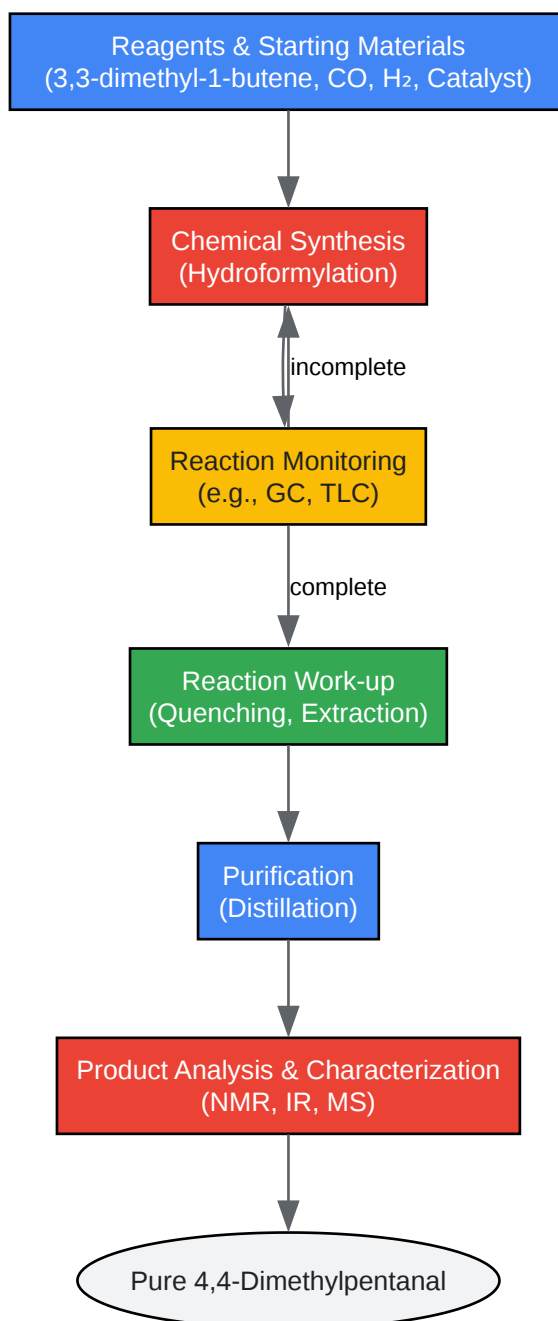 Reagents & Starting Materials
(3,3-dimethyl-1-butene, CO, H₂, Catalyst)
Chemical Synthesis
(Hydroformylation)
incomplete
Reaction Monitoring
(e.g., GC, TLC)
complete
Reaction Work-up
(Quenching, Extraction)
Purification
(Distillation)
Product Analysis & Characterization
(NMR, IR, MS)
Pure 4,4-Dimethylpentanal